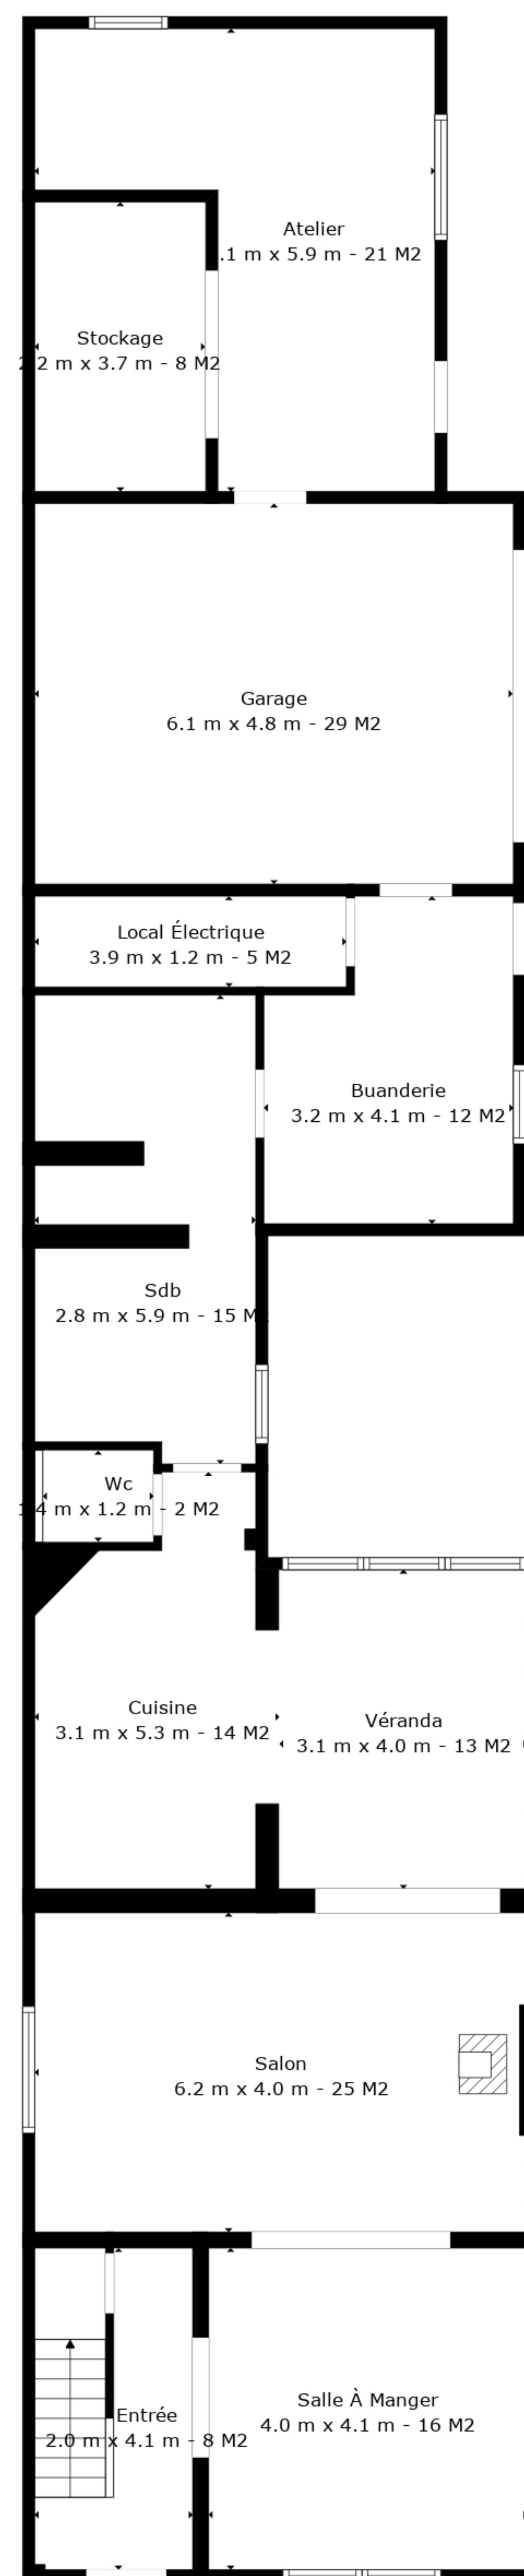 Atelier
.1 m x 5.9 m - 21 M2
Stockage
2.2 m x 3.7 m - 8 M2
Garage
6.1 m x 4.8 m - 29 M2
Local Électrique
3.9 m x 1.2 m - 5 M2
Buanderie
3.2 m x 4.1 m - 12 M2
Sdb
2.8 m x 5.9 m - 15 M2
Wc
1.4 m x 1.2 m - 2 M2
Cuisine
3.1 m x 5.3 m - 14 M2
Véranda
3.1 m x 4.0 m - 13 M2
Salon
6.2 m x 4.0 m - 25 M2
Salle À Manger
4.0 m x 4.1 m - 16 M2
Entrée
2.0 m x 4.1 m - 8 M2